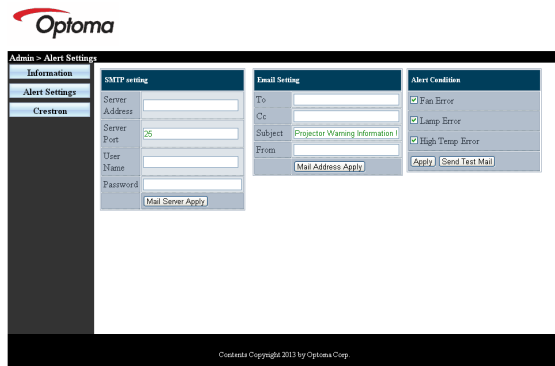 Optoma
Admin > Alert Settings
Information
Alert Settings
Crestron
SMTP setting
Server Address
Server Port
25
User Name
Password
Mail Server Apply
Email Setting
To
Cc
Subject
Projector Warning Information !
From
Mail Address Apply
Alert Condition
Fan Error
Lamp Error
High Temp Error
Apply
Send Test Mail
Contents Copyright 2013 by Optoma Corp.